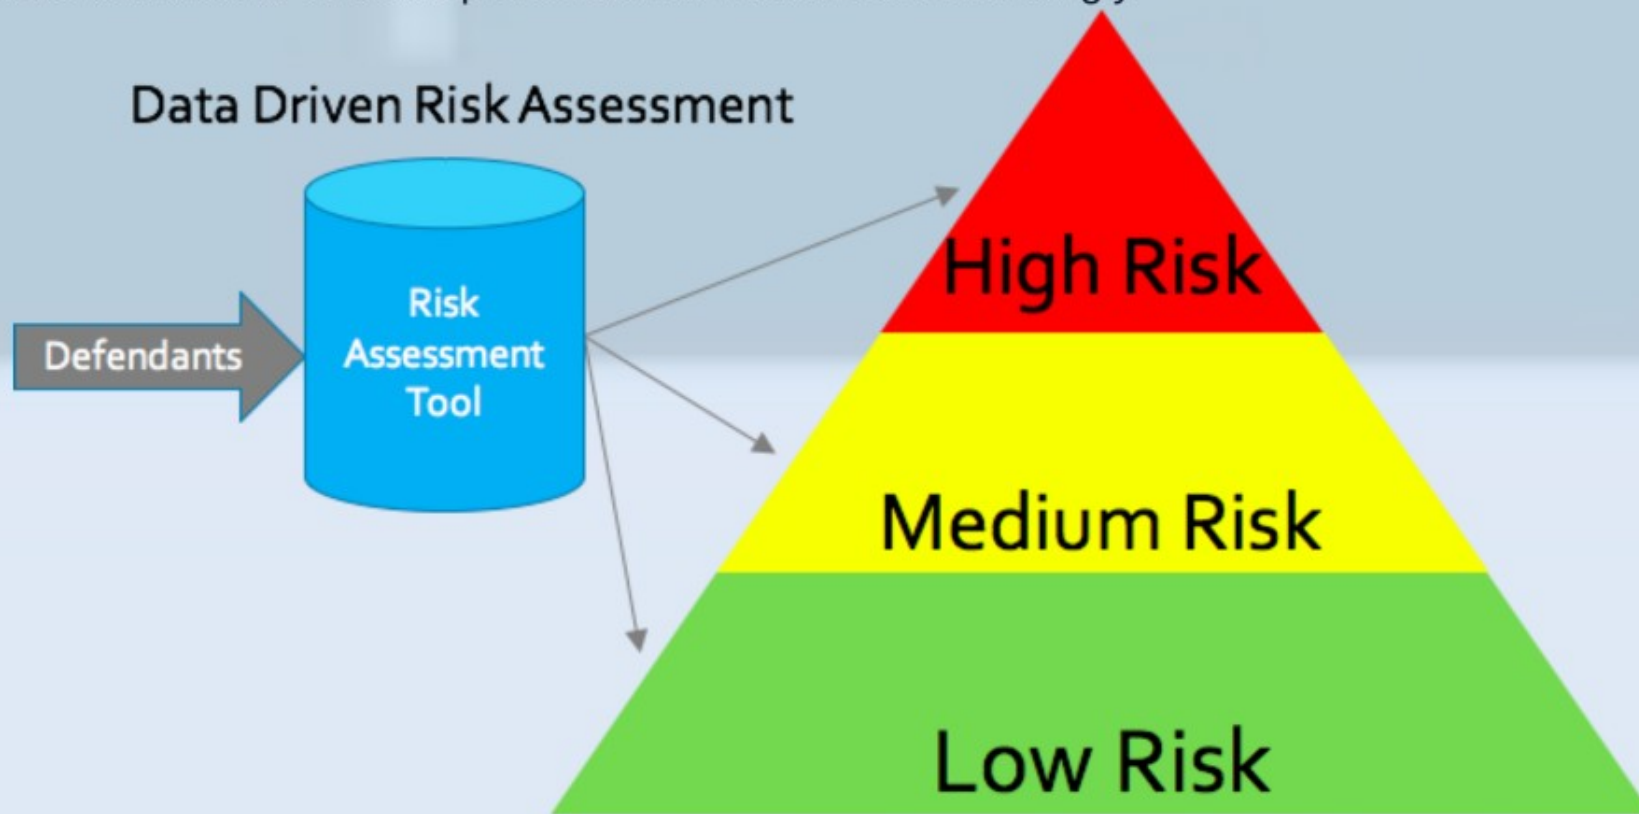 Data Driven Risk Assessment
High Risk
Risk
Assessment
Tool
Defendants
Medium Risk
Low Risk